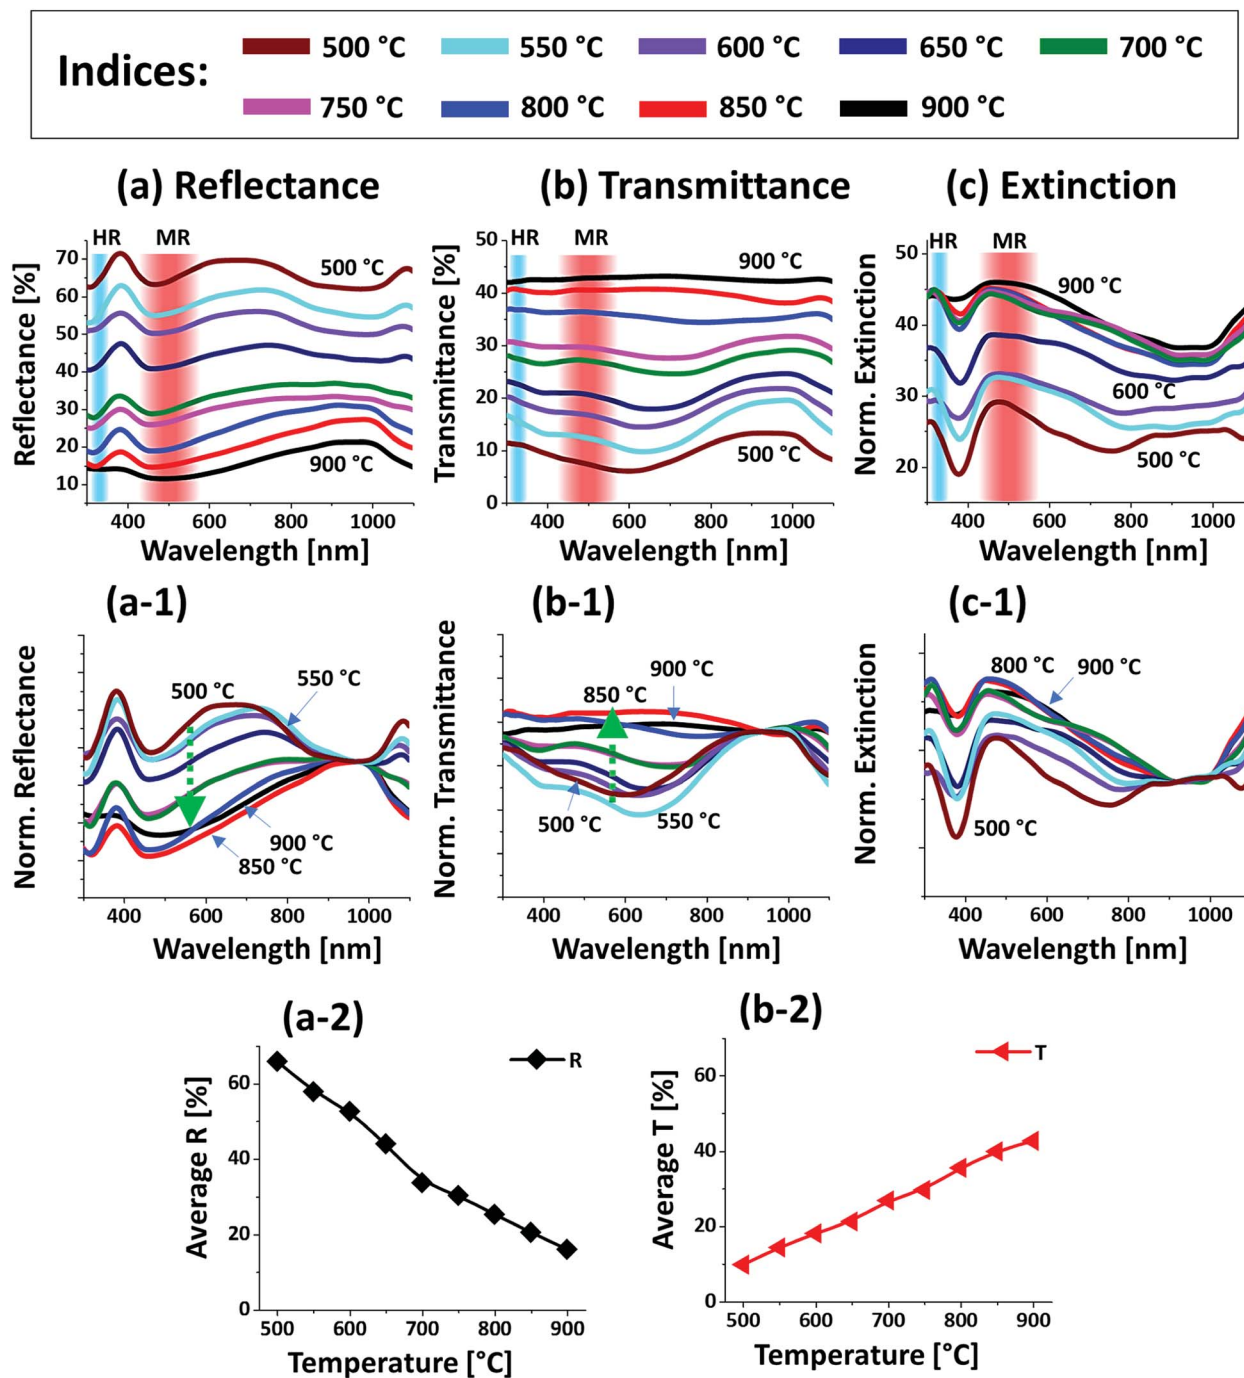 Indices:
500 °C 550 °C 600 °C 650 °C 700 °C
750 °C 800 °C 850 °C 900 °C
(a) Reflectance
HR MR
Reflectance [%]
70
60
50
40
30
20
10
500 °C
900 °C
400 600 800 1000
Wavelength [nm]
(b) Transmittance
HR MR
Transmittance [%]
50
40
30
20
10
0
900 °C
500 °C
400 600 800 1000
Wavelength [nm]
(c) Extinction
HR MR
Norm. Extinction
40
30
20
900 °C
600 °C
500 °C
400 600 800 1000
Wavelength [nm]
(a-1)
Norm. Reflectance
500 °C
550 °C
900 °C
850 °C
400 600 800 1000
Wavelength [nm]
(b-1)
Norm. Transmittance
900 °C
850 °C
500 °C
550 °C
400 600 800 1000
Wavelength [nm]
(c-1)
Norm. Extinction
800 °C
900 °C
500 °C
400 600 800 1000
Wavelength [nm]
(a-2)
R
Average R [%]
60
40
20
0
500 600 700 800 900
Temperature [°C]
(b-2)
T
Average T [%]
60
40
20
0
500 600 700 800 900
Temperature [°C]